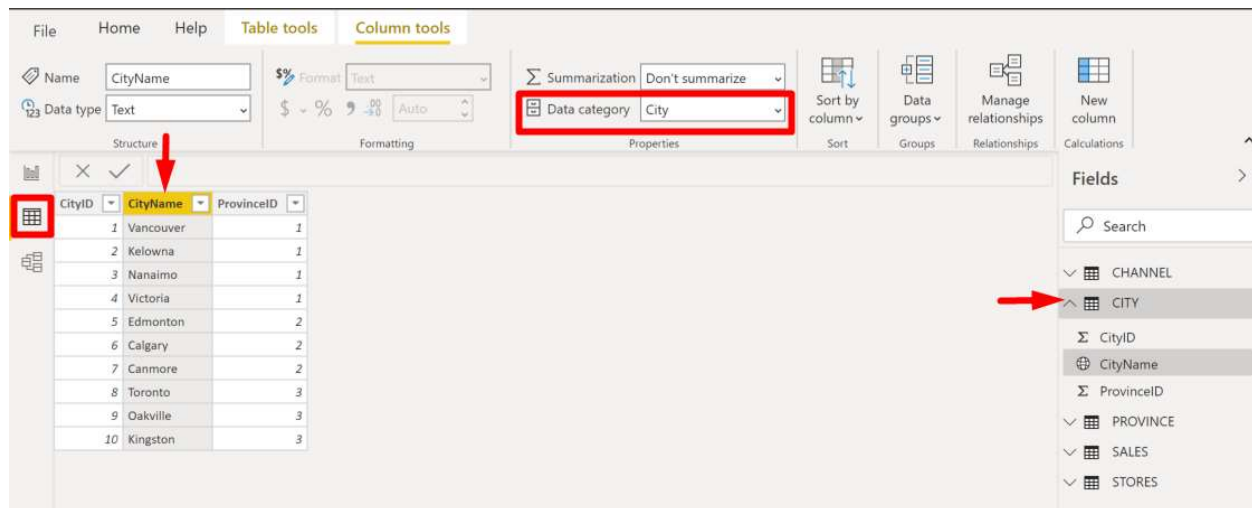 File Home Help Table tools Column tools
Name CityName $% Format Text Σ Summarization Don't summarize
123 Data type Text $ % 9 .00 Auto Data category City Sort by column Data groups Manage relationships New column
Structure Formatting Properties Sort Groups Relationships Calculations
Fields
CityID CityName ProvinceID
Search
1 Vancouver 1
2 Kelowna 1
3 Nanaimo 1
4 Victoria 1
5 Edmonton 2
6 Calgary 2
7 Canmore 2
8 Toronto 3
9 Oakville 3
10 Kingston 3
CHANNEL
CITY
Σ CityID
CityName
Σ ProvinceID
PROVINCE
SALES
STORES